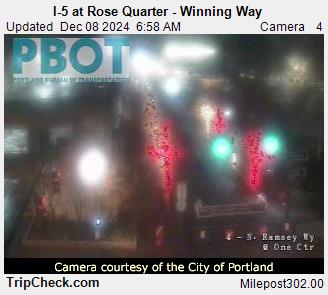 I-5 at Rose Quarter - Winning Way
Updated Dec 08 2024 6:58 AM Camera 4
PBOT
PORTLAND BUREAU OF TRANSPORTATION
4 - N. Ramsey Wy
@ One Ctr
Camera courtesy of the City of Portland
TripCheck.com Milepost302.00